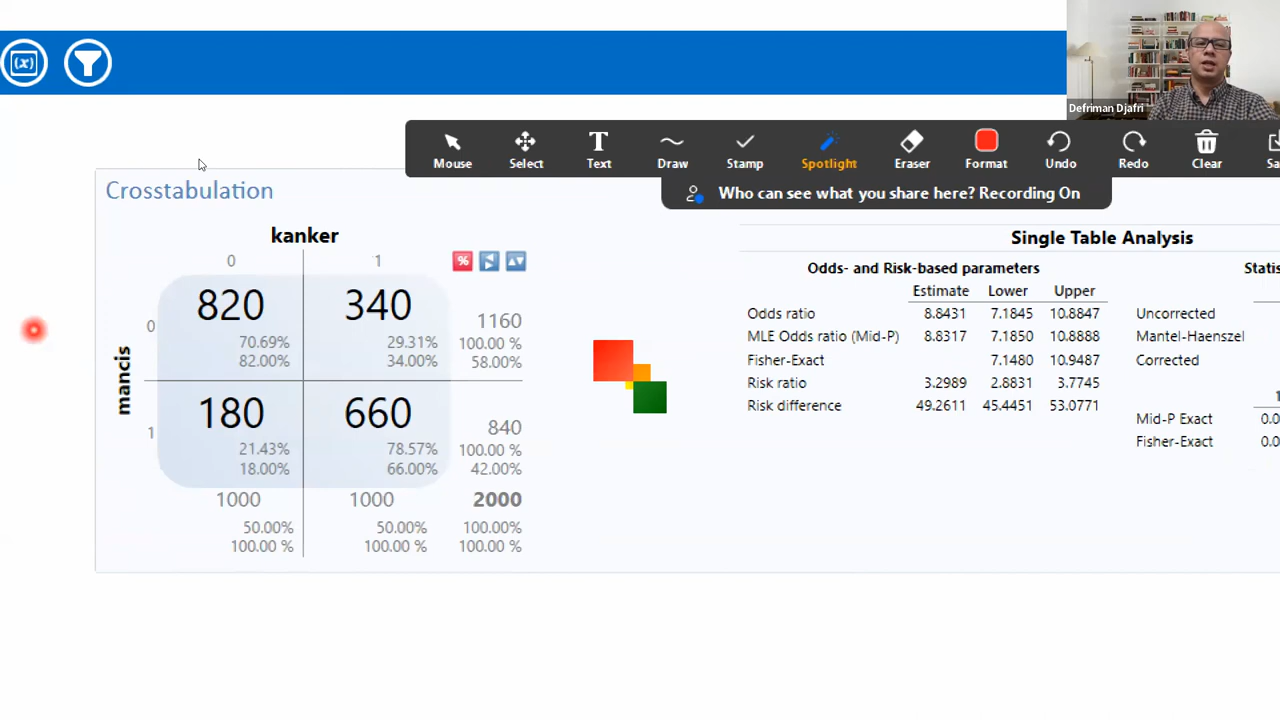 (x)
Defriman Djafri
Mouse Select Text Draw Stamp Spotlight Eraser Format Undo Redo Clear
Who can see what you share here? Recording On
Crosstabulation
kanker
0 1
%
mancis
0 820 340 1160
70.69% 29.31% 100.00 %
82.00% 34.00% 58.00%
1 180 660 840
21.43% 78.57% 100.00 %
18.00% 66.00% 42.00%
1000 1000 2000
50.00% 50.00% 100.00%
100.00 % 100.00 % 100.00 %
Single Table Analysis
Odds- and Risk-based parameters
Estimate Lower Upper
Odds ratio 8.8431 7.1845 10.8847
MLE Odds ratio (Mid-P) 8.8317 7.1850 10.8888
Fisher-Exact 7.1480 10.9487
Risk ratio 3.2989 2.8831 3.7745
Risk difference 49.2611 45.4451 53.0771
Statis
Uncorrected
Mantel-Haenszel
Corrected
1
Mid-P Exact 0.0
Fisher-Exact 0.0